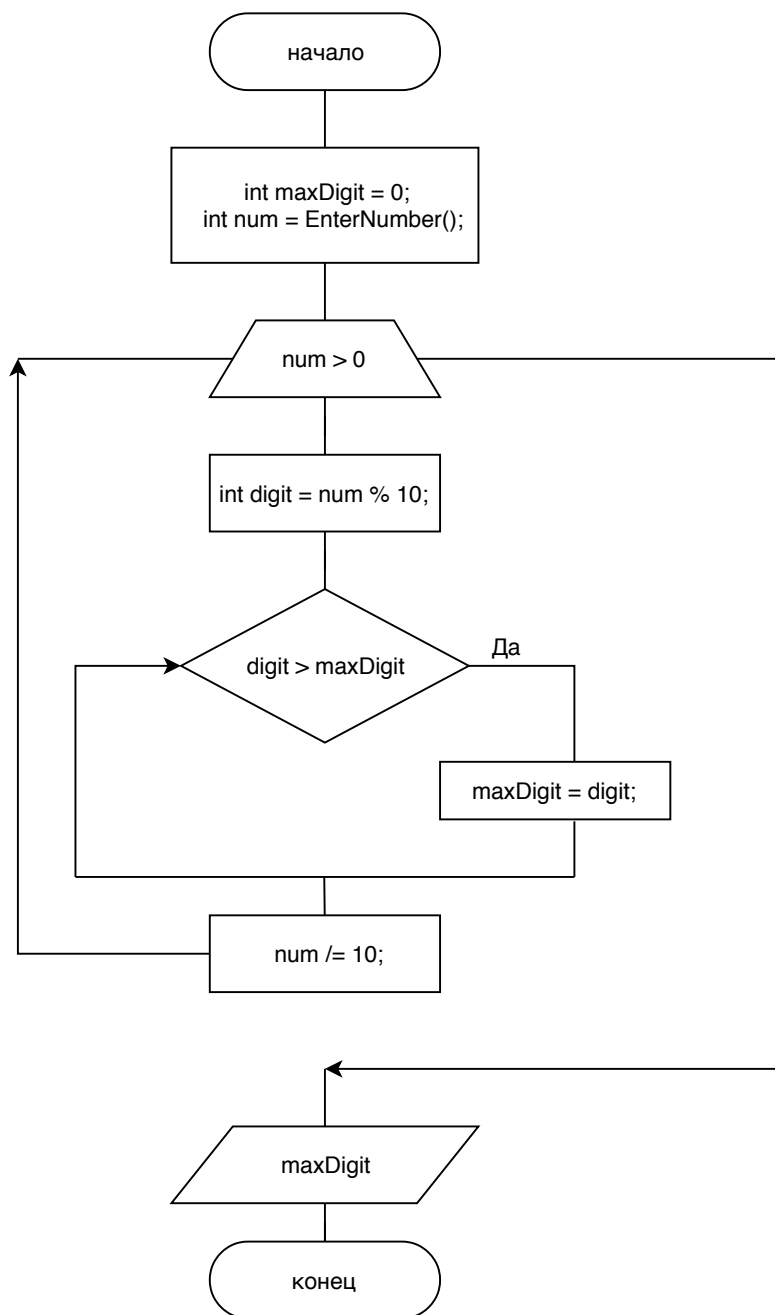 начало
int maxDigit = 0;
int num = EnterNumber();
num > 0
int digit = num % 10;
digit > maxDigit
Да
maxDigit = digit;
num /= 10;
maxDigit
конец